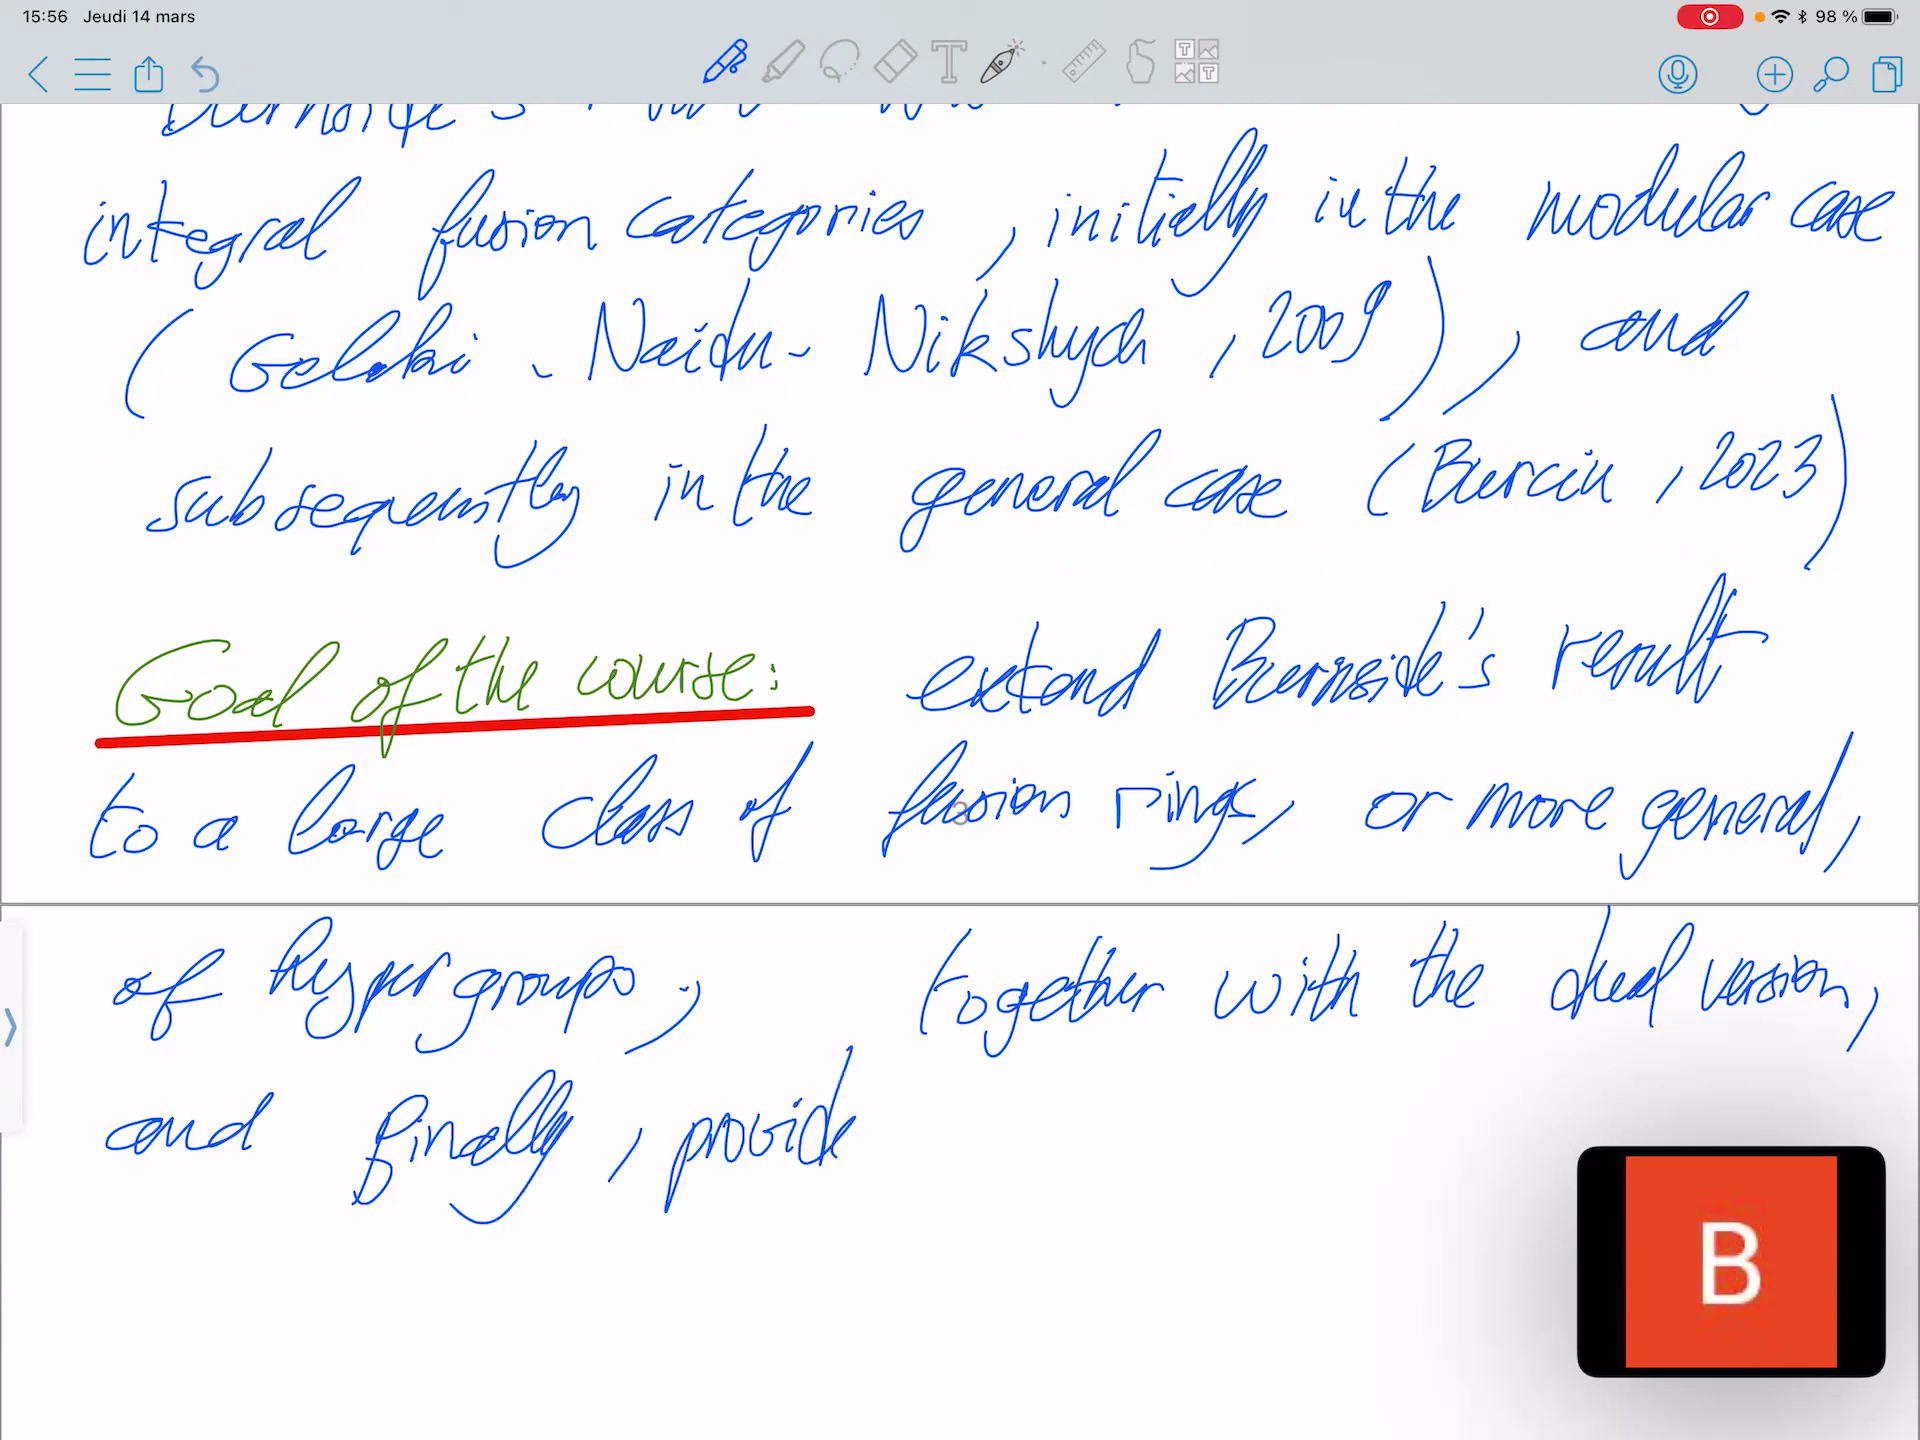 15:56 Jeudi 14 mars 98 %
Burnside's
integral fusion categories, initially in the modular case
(Gelaki - Naidu - Nikshych, 2009), and
subsequently in the general case (Burciu, 2023)
Goal of the course: extend Burnside's result
to a large class of fusion rings, or more general,
3
of hypergroups, together with the dual version,
and finally, provide
B